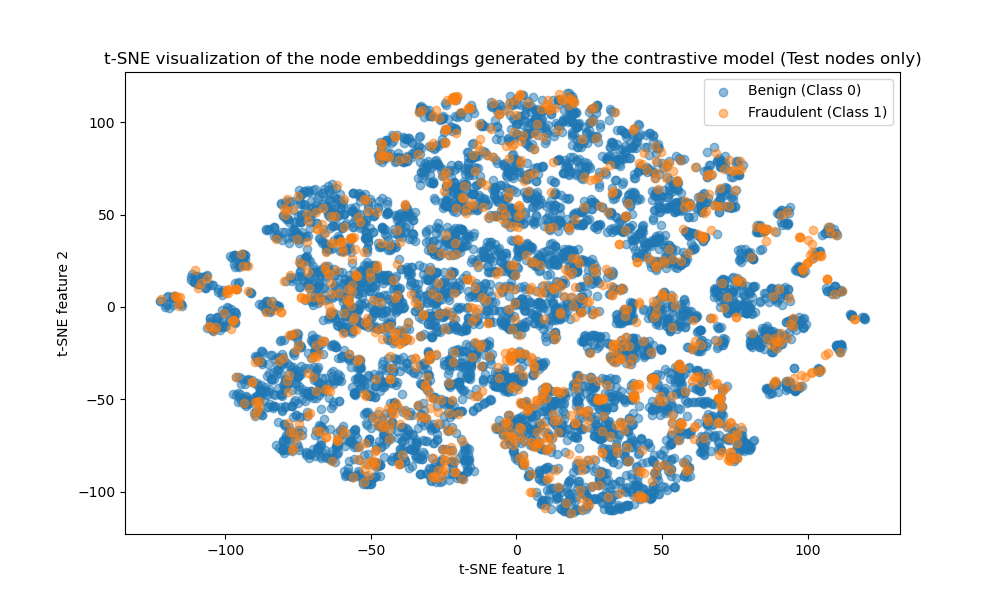 t-SNE visualization of the node embeddings generated by the contrastive model (Test nodes only)
Benign (Class 0)
Fraudulent (Class 1)
100
50
0
−50
−100
t-SNE feature 2
−100
−50
0
50
100
t-SNE feature 1